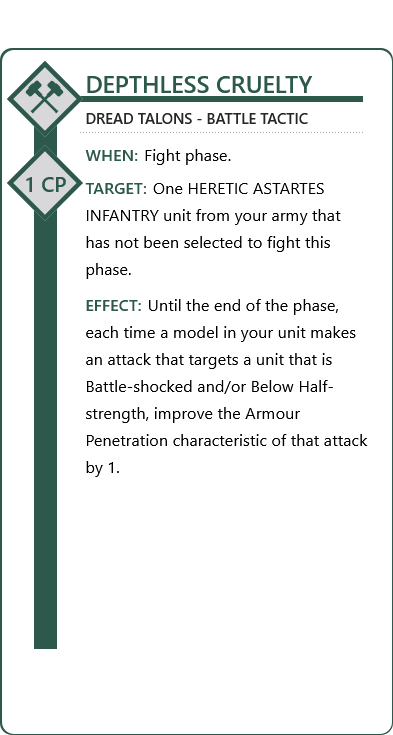 DEPTHLESS CRUELTY
DREAD TALONS - BATTLE TACTIC
WHEN: Fight phase.
1 CP
TARGET: One HERETIC ASTARTES
INFANTRY unit from your army that
has not been selected to fight this
phase.
EFFECT: Until the end of the phase,
each time a model in your unit makes
an attack that targets a unit that is
Battle-shocked and/or Below Half-
strength, improve the Armour
Penetration characteristic of that attack
by 1.